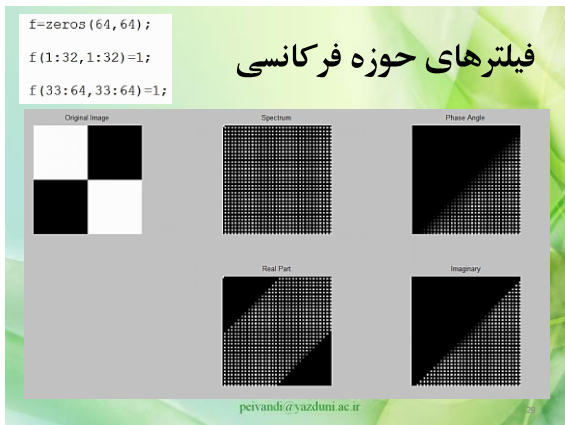 f=zeros(64,64);
f(1:32,1:32)=1;
f(33:64,33:64)=1;
فیلترهای حوزه فرکانسی
Original Image
Spectrum
Phase Angle
Real Part
Imaginary
peivandi@yazduni.ac.ir
29